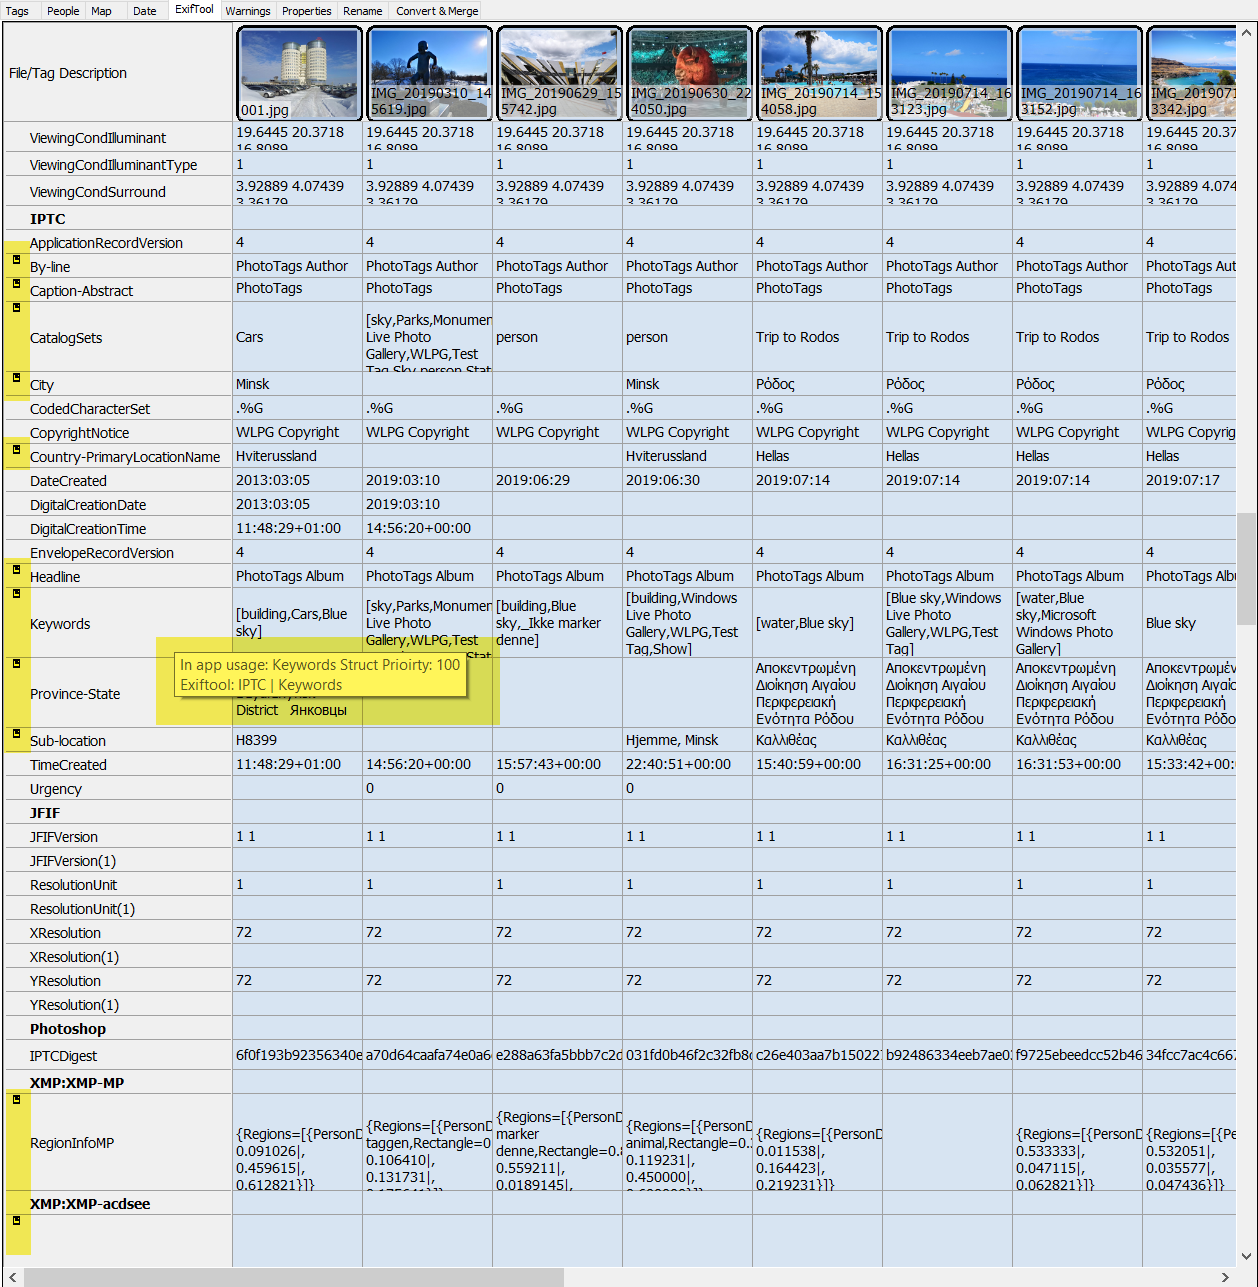 Tags People Map Date ExifTool Warnings Properties Rename Convert & Merge
File/Tag Description
001.jpg
IMG_20190310_14
5619.jpg
IMG_20190629_15
5742.jpg
IMG_20190630_22
4050.jpg
IMG_20190714_15
4058.jpg
IMG_20190714_16
3123.jpg
IMG_20190714_16
3152.jpg
IMG_2019071
3342.jpg
ViewingCondIlluminant
19.6445 20.3718 19.6445 20.3718 19.6445 20.3718 19.6445 20.3718 19.6445 20.3718 19.6445 20.3718 19.6445 20.3718 19.6445 20.37
16.8089 16.8089 16.8089 16.8089 16.8089 16.8089 16.8089 16.8089
ViewingCondIlluminantType 1 1 1 1 1 1 1 1
ViewingCondSurround
3.92889 4.07439 3.92889 4.07439 3.92889 4.07439 3.92889 4.07439 3.92889 4.07439 3.92889 4.07439 3.92889 4.07439 3.92889 4.074
3.36179 3.36179 3.36179 3.36179 3.36179 3.36179 3.36179 3.36179
IPTC
ApplicationRecordVersion 4 4 4 4 4 4 4 4
By-line PhotoTags Author PhotoTags Author PhotoTags Author PhotoTags Author PhotoTags Author PhotoTags Author PhotoTags Author PhotoTags Aut
Caption-Abstract PhotoTags PhotoTags PhotoTags PhotoTags PhotoTags PhotoTags PhotoTags PhotoTags
CatalogSets
Cars
[sky,Parks,Monumen
Live Photo
Gallery,WLPG,Test
Tag,Sky,person,Stat
person person Trip to Rodos Trip to Rodos Trip to Rodos Trip to Rodos
City Minsk Minsk Ρόδος Ρόδος Ρόδος Ρόδος
CodedCharacterSet .%G .%G .%G .%G .%G .%G .%G .%G
CopyrightNotice WLPG Copyright WLPG Copyright WLPG Copyright WLPG Copyright WLPG Copyright WLPG Copyright WLPG Copyright WLPG Copyrig
Country-PrimaryLocationName Hviterussland Hviterussland Hellas Hellas Hellas Hellas
DateCreated 2013:03:05 2019:03:10 2019:06:29 2019:06:30 2019:07:14 2019:07:14 2019:07:14 2019:07:17
DigitalCreationDate 2013:03:05 2019:03:10
DigitalCreationTime 11:48:29+01:00 14:56:20+00:00
EnvelopeRecordVersion 4 4 4 4 4 4 4 4
Headline PhotoTags Album PhotoTags Album PhotoTags Album PhotoTags Album PhotoTags Album PhotoTags Album PhotoTags Album PhotoTags Albu
Keywords
[building,Cars,Blue
sky]
[sky,Parks,Monumen
Live Photo
Gallery,WLPG,Test
[building,Blue
sky,_Ikke marker
denne]
[building,Windows
Live Photo
Gallery,WLPG,Test
Tag,Show]
[water,Blue sky]
[Blue sky,Windows
Live Photo
Gallery,WLPG,Test
Tag]
[water,Blue
sky,Microsoft
Windows Photo
Gallery]
Blue sky
In app usage: Keywords Struct Prioirty: 100
Exiftool: IPTC | Keywords
Province-State
District Янковцы
Αποκεντρωμένη
Διοίκηση Αιγαίου
Περιφερειακή
Ενότητα Ρόδου
Αποκεντρωμένη
Διοίκηση Αιγαίου
Περιφερειακή
Ενότητα Ρόδου
Αποκεντρωμένη
Διοίκηση Αιγαίου
Περιφερειακή
Ενότητα Ρόδου
Αποκεντρωμέν
Διοίκηση Αιγαίο
Περιφερειακή
Ενότητα Ρόδου
Sub-location H8399 Hjemme, Minsk Καλλιθέας Καλλιθέας Καλλιθέας Καλλιθέας
TimeCreated 11:48:29+01:00 14:56:20+00:00 15:57:43+00:00 22:40:51+00:00 15:40:59+00:00 16:31:25+00:00 16:31:53+00:00 15:33:42+00:
Urgency 0 0 0
JFIF
JFIFVersion 1 1 1 1 1 1 1 1 1 1 1 1 1 1 1 1
JFIFVersion(1)
ResolutionUnit 1 1 1 1 1 1 1 1
ResolutionUnit(1)
XResolution 72 72 72 72 72 72 72 72
XResolution(1)
YResolution 72 72 72 72 72 72 72 72
YResolution(1)
Photoshop
IPTCDigest 6f0f193b92356340e a70d64caafa74e0a6 e288a63fa5bbb7c2d 031fd0b46f2c32fb8 c26e403aa7b15022 b92486334eeb7ae0 f9725ebeedcc52b46 34fcc7ac4c667
XMP:XMP-MP
RegionInfoMP
{Regions=[{PersonD
0.091026|,
0.459615|,
0.612821}]}
{Regions=[{PersonD
taggen,Rectangle=0
0.106410|,
0.131731|,
0.175641}]}
{Regions=[{PersonD
marker
denne,Rectangle=0.
0.559211|,
0.0189145|,
{Regions=[{PersonD
animal,Rectangle=0.
0.119231|,
0.450000|,
0.600000}]}
{Regions=[{PersonD
0.011538|,
0.164423|,
0.219231}]}
{Regions=[{PersonD
0.533333|,
0.047115|,
0.062821}]}
{Regions=[{Pe
0.532051|,
0.035577|,
0.047436}]}
XMP:XMP-acdsee